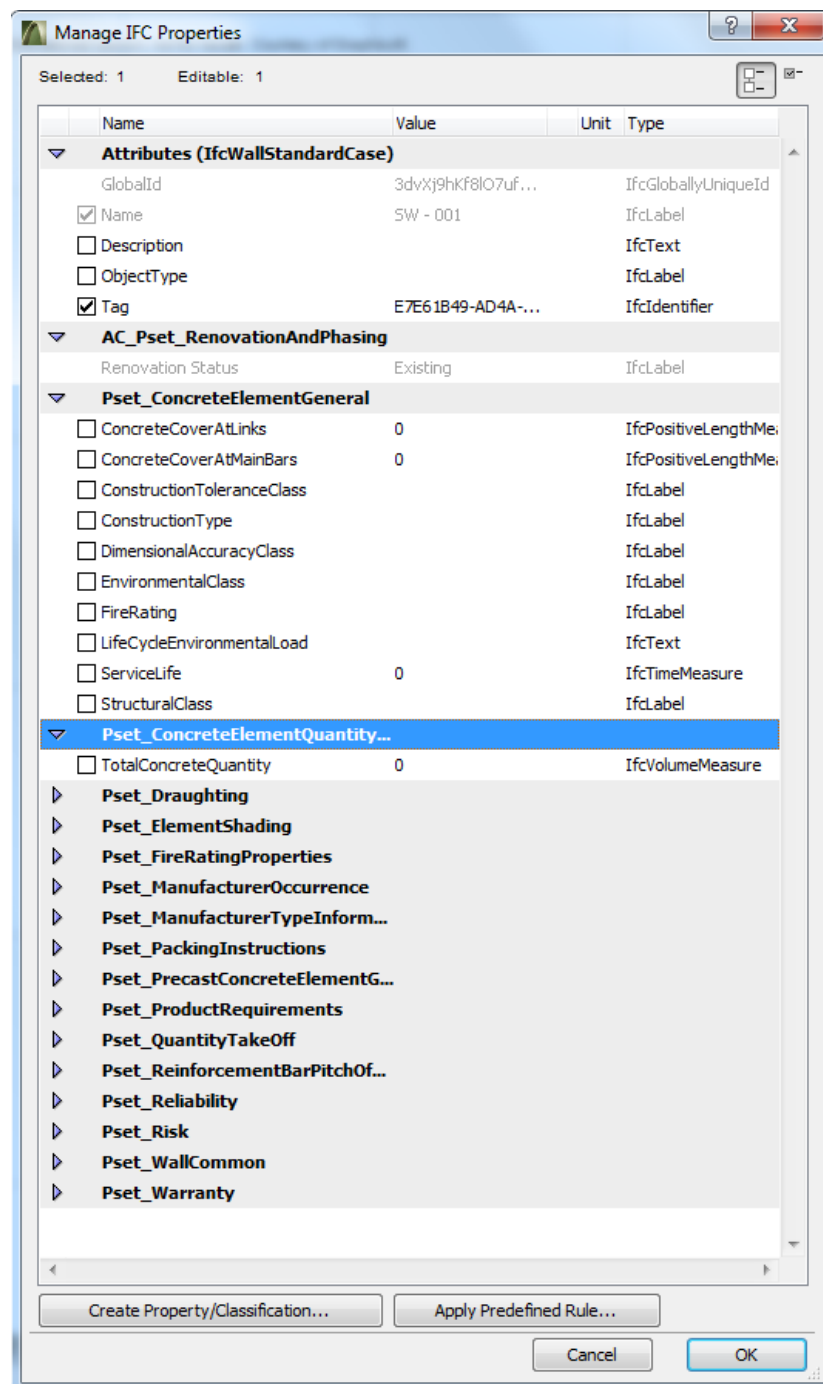 Manage IFC Properties
Selected: 1 Editable: 1
Name Value Unit Type
Attributes (IfcWallStandardCase)
GlobalId 3dvXj9hKf8lO7uf... IfcGloballyUniqueId
Name SW - 001 IfcLabel
Description IfcText
ObjectType IfcLabel
Tag E7E61B49-AD4A-... IfcIdentifier
AC_Pset_RenovationAndPhasing
Renovation Status Existing IfcLabel
Pset_ConcreteElementGeneral
ConcreteCoverAtLinks 0 IfcPositiveLengthMea
ConcreteCoverAtMainBars 0 IfcPositiveLengthMea
ConstructionToleranceClass IfcLabel
ConstructionType IfcLabel
DimensionalAccuracyClass IfcLabel
EnvironmentalClass IfcLabel
FireRating IfcLabel
LifeCycleEnvironmentalLoad IfcText
ServiceLife 0 IfcTimeMeasure
StructuralClass IfcLabel
Pset_ConcreteElementQuantity...
TotalConcreteQuantity 0 IfcVolumeMeasure
Pset_Draughting
Pset_ElementShading
Pset_FireRatingProperties
Pset_ManufacturerOccurrence
Pset_ManufacturerTypeInform...
Pset_PackingInstructions
Pset_PrecastConcreteElementG...
Pset_ProductRequirements
Pset_QuantityTakeOff
Pset_ReinforcementBarPitchOf...
Pset_Reliability
Pset_Risk
Pset_WallCommon
Pset_Warranty
Create Property/Classification... Apply Predefined Rule...
Cancel OK